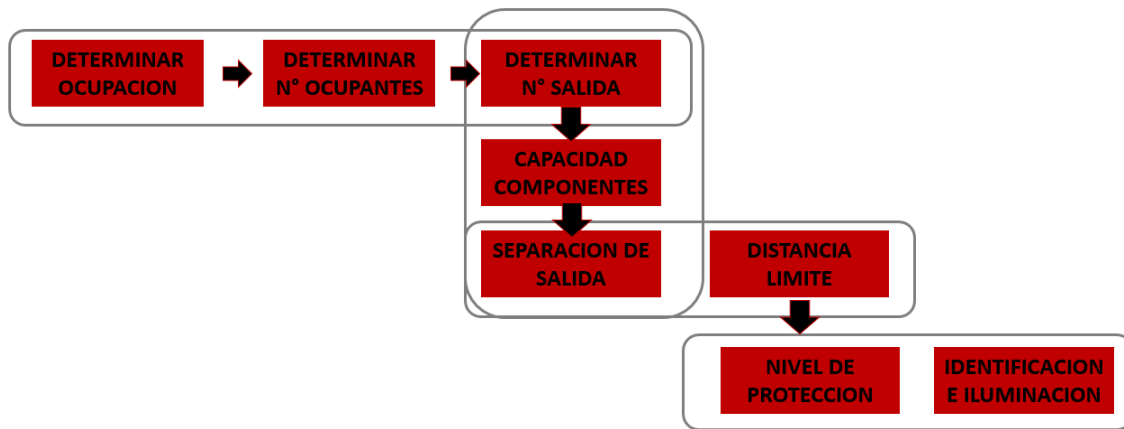 DETERMINAR
OCUPACION
DETERMINAR
N° OCUPANTES
DETERMINAR
N° SALIDA
CAPACIDAD
COMPONENTES
SEPARACION DE
SALIDA
DISTANCIA
LIMITE
NIVEL DE
PROTECCION
IDENTIFICACION
E ILUMINACION